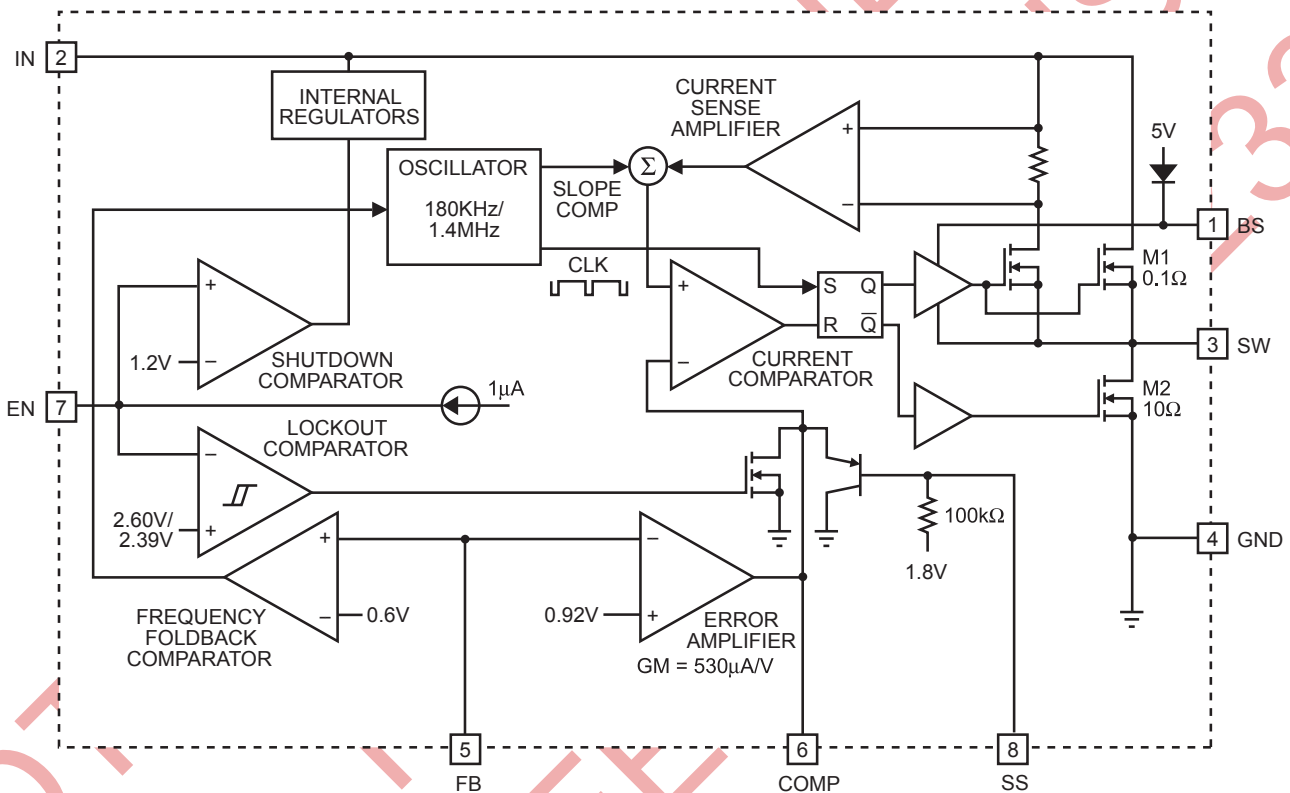 IN
2
INTERNAL
REGULATORS
CURRENT
SENSE
AMPLIFIER
+
−
5V
1
BS
OSCILLATOR
180KHz/
1.4MHz
Σ
SLOPE
COMP
CLK
M1
0.1Ω
+
−
1.2V
SHUTDOWN
COMPARATOR
+
−
CURRENT
COMPARATOR
S
Q
R
Q̅
3
SW
M2
10Ω
EN
7
1μA
LOCKOUT
COMPARATOR
−
+
2.60V/
2.39V
100kΩ
1.8V
4
GND
+
−
0.6V
FREQUENCY
FOLDBACK
COMPARATOR
−
+
0.92V
ERROR
AMPLIFIER
GM = 530μA/V
5
FB
6
COMP
8
SS